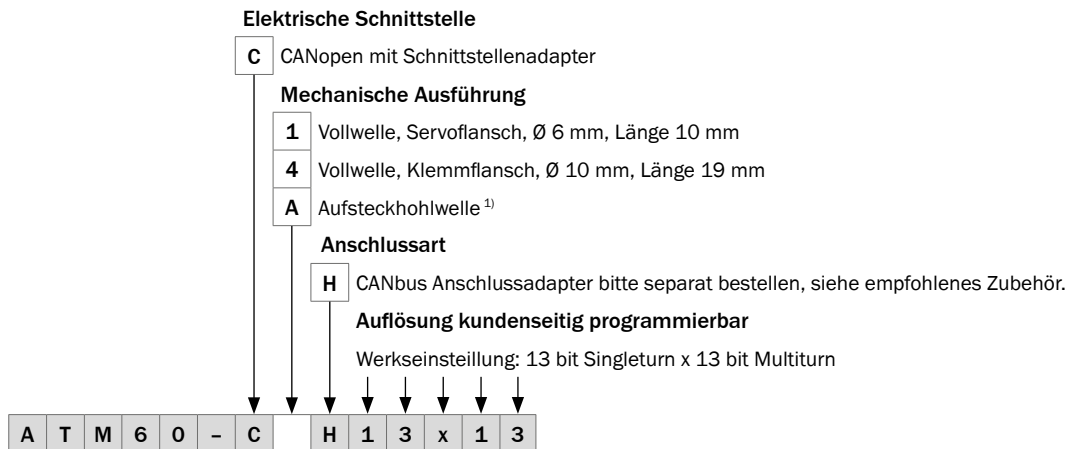 Elektrische Schnittstelle
C CANopen mit Schnittstellenadapter
Mechanische Ausführung
1 Vollwelle, Servoflansch, Ø 6 mm, Länge 10 mm
4 Vollwelle, Klemmflansch, Ø 10 mm, Länge 19 mm
A Aufsteckhohlwelle 1)
Anschlussart
H CANbus Anschlussadapter bitte separat bestellen, siehe empfohlenes Zubehör.
Auflösung kundenseitig programmierbar
Werkseinsteillung: 13 bit Singleturn x 13 bit Multiturn
A T M 6 0 – C H 1 3 x 1 3